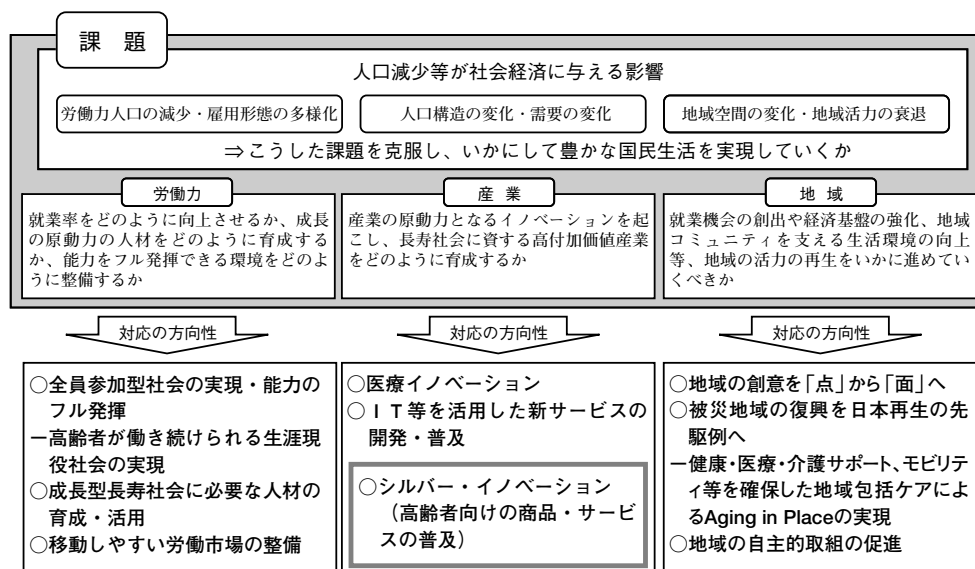 課 題
人口減少等が社会経済に与える影響
労働力人口の減少・雇用形態の多様化
人口構造の変化・需要の変化
地域空間の変化・地域活力の衰退
⇒こうした課題を克服し、いかにして豊かな国民生活を実現していくか
労働力
就業率をどのように向上させるか、成長
の原動力の人材をどのように育成する
か、能力をフル発揮できる環境をどのよ
うに整備するか
産 業
産業の原動力となるイノベーションを起
こし、長寿社会に資する高付加価値産業
をどのように育成するか
地 域
就業機会の創出や経済基盤の強化、地域
コミュニティを支える生活環境の向上
等、地域の活力の再生をいかに進めてい
くべきか
対応の方向性
対応の方向性
対応の方向性
○全員参加型社会の実現・能力の
フル発揮
ー高齢者が働き続けられる生涯現
役社会の実現
○成長型長寿社会に必要な人材の
育成・活用
○移動しやすい労働市場の整備
○医療イノベーション
○ＩＴ等を活用した新サービスの
開発・普及
○シルバー・イノベーション
（高齢者向けの商品・サービ
スの普及）
○地域の創意を「点」から「面」へ
○被災地域の復興を日本再生の先
駆例へ
ー健康・医療・介護サポート、モビリ
ティ等を確保した地域包括ケアによ
るAging in Placeの実現
○地域の自主的取組の促進